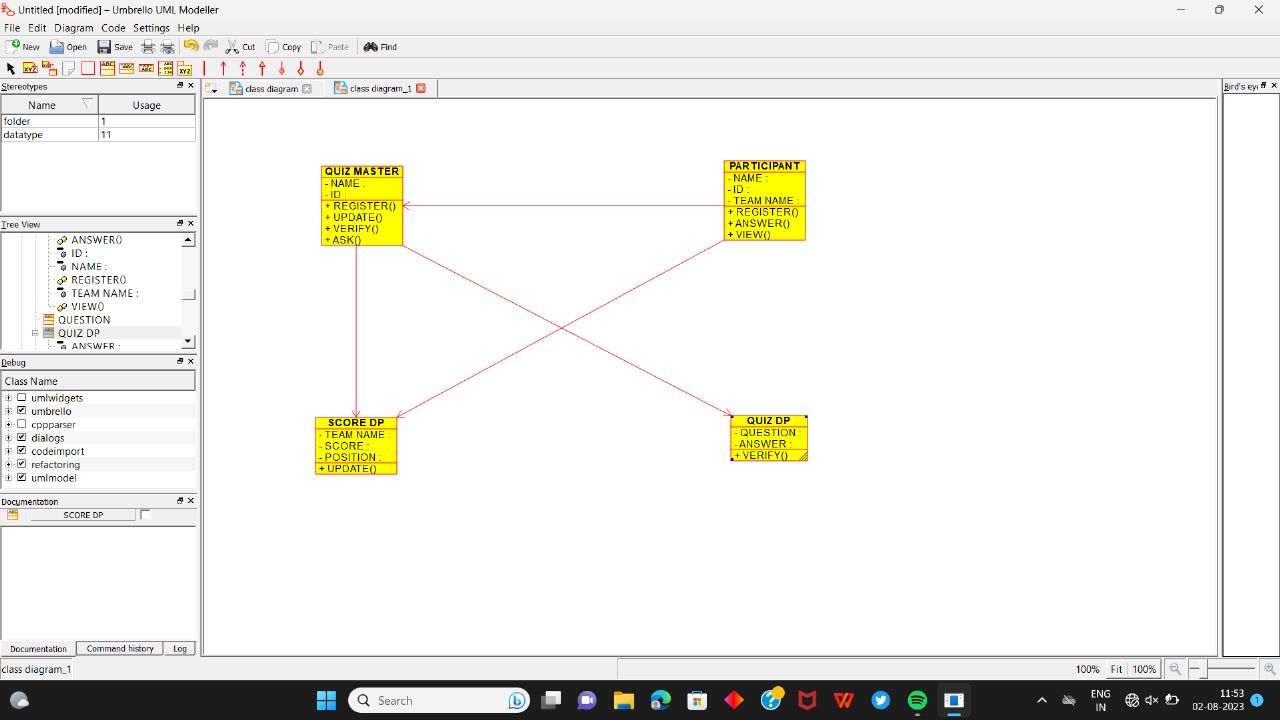 Untitled [modified] – Umbrello UML Modeller
File Edit Diagram Code Settings Help
New Open Save Cut Copy Paste Find
Stereotypes
Name Usage
folder 1
datatype 11
Tree View
ANSWER()
ID :
NAME :
REGISTER()
TEAM NAME :
VIEW()
QUESTION
QUIZ DP
ANSWER :
Debug
Class Name
umlwidgets
umbrello
cppparser
dialogs
codeimport
refactoring
umlmodel
Documentation
SCORE DP
Documentation Command history Log
class diagram_1
class diagram class diagram_1
QUIZ MASTER
- NAME :
- ID :
+ REGISTER()
+ UPDATE()
+ VERIFY()
+ ASK()
PARTICIPANT
- NAME :
- ID :
- TEAM NAME :
+ REGISTER()
+ ANSWER()
+ VIEW()
SCORE DP
- TEAM NAME :
- SCORE :
- POSITION :
+ UPDATE()
QUIZ DP
- QUESTION :
- ANSWER :
+ VERIFY()
Bird's eye
100% Fit 100%
Search
ENG
IN
11:53
02-08-2023
1